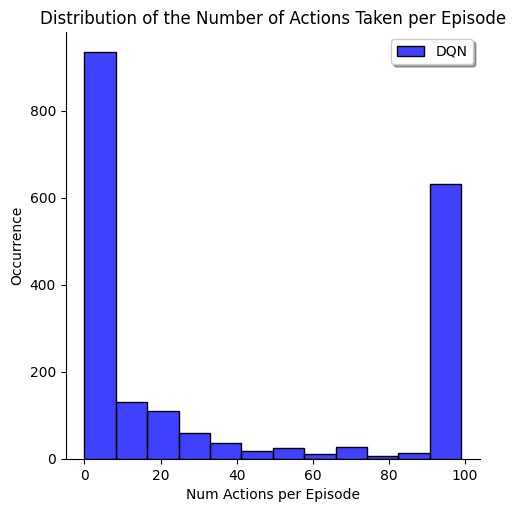 Distribution of the Number of Actions Taken per Episode
DQN
800
600
400
200
0
Occurrence
0 20 40 60 80 100
Num Actions per Episode